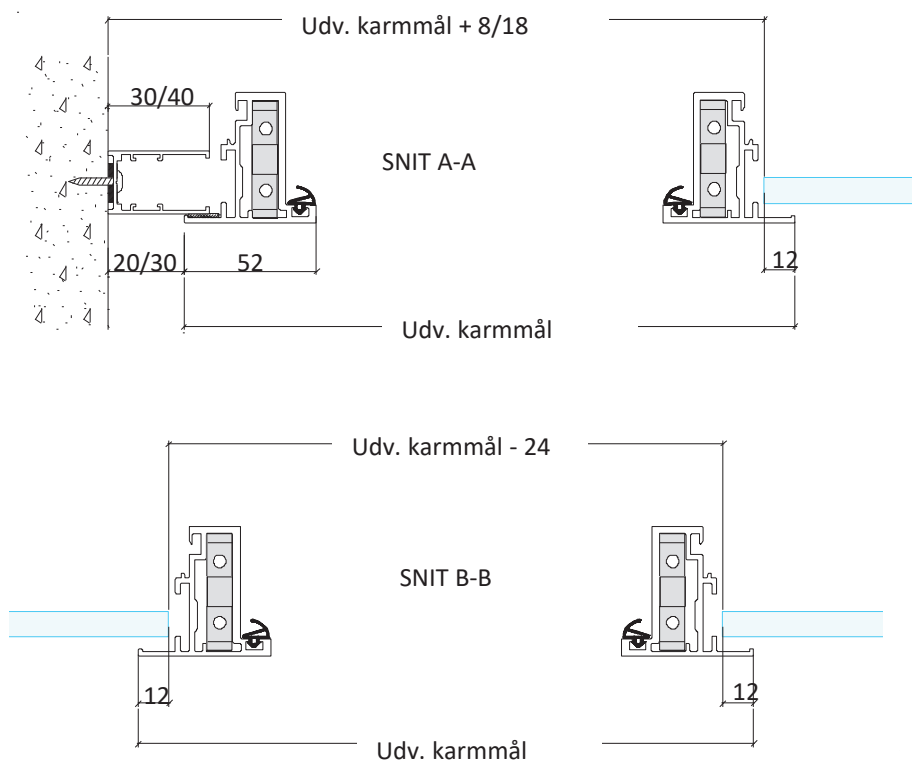 Udv. karmmål + 8/18
30/40
SNIT A-A
20/30
52
12
Udv. karmmål
Udv. karmmål - 24
SNIT B-B
12
12
Udv. karmmål